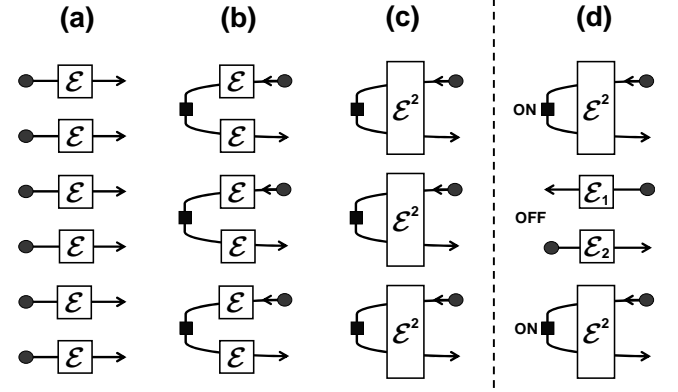 (a) (b) (c) (d)
ℰ ℰ ℰ² ON ℰ²
ℰ ℰ
ℰ ℰ ℰ² OFF ℰ₁
ℰ ℰ ℰ₂
ℰ ℰ ℰ² ON ℰ²
ℰ ℰ